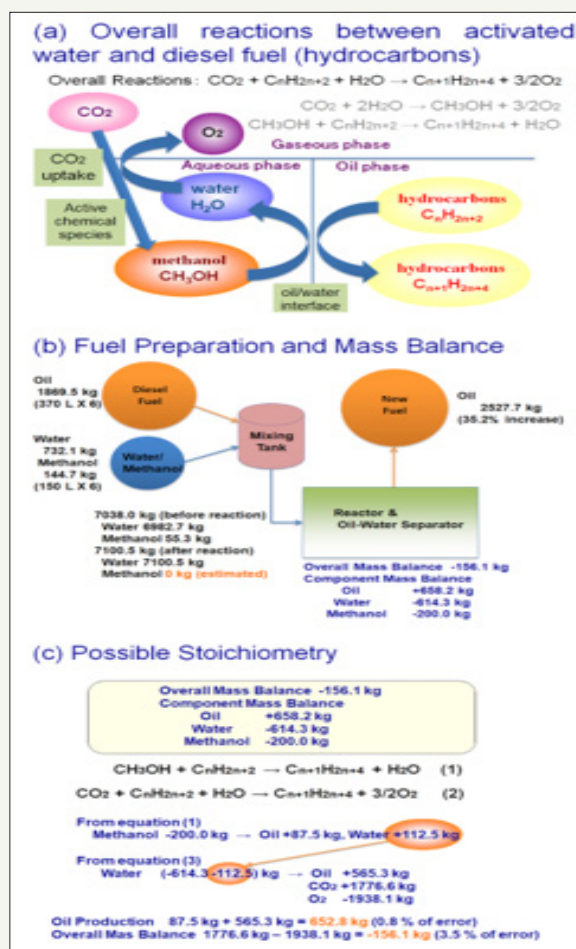 (a) Overall reactions between activated
water and diesel fuel (hydrocarbons)
Overall Reactions: CO2 + CnH2n+2 + H2O → Cn+1H2n+4 + 3/2O2
CO2 + 2H2O → CH3OH + 3/2O2
CH3OH + CnH2n+2 → Cn+1H2n+4 + H2O
CO2
O2
Gaseous phase
Aqueous phase
Oil phase
CO2
uptake
water
H2O
hydrocarbons
CnH2n+2
Active
chemical
species
methanol
CH3OH
hydrocarbons
Cn+1H2n+4
oil/water
interface
(b) Fuel Preparation and Mass Balance
Oil
1869.5 kg
(370 L X 6)
Diesel
Fuel
New
Fuel
Oil
2527.7 kg
(35.2% increase)
Mixing
Tank
Water
732.1 kg
Methanol
144.7 kg
(150 L X 6)
Water/
Methanol
7038.0 kg (before reaction)
Water 6982.7 kg
Methanol 55.3 kg
7100.5 kg (after reaction)
Water 7100.5 kg
Methanol 0 kg (estimated)
Reactor &
Oil-Water Separator
Overall Mass Balance -156.1 kg
Component Mass Balance
Oil +658.2 kg
Water -614.3 kg
Methanol -200.0 kg
(c) Possible Stoichiometry
Overall Mass Balance -156.1 kg
Component Mass Balance
Oil +658.2 kg
Water -614.3 kg
Methanol -200.0 kg
CH3OH + CnH2n+2 → Cn+1H2n+4 + H2O (1)
CO2 + CnH2n+2 + H2O → Cn+1H2n+4 + 3/2O2 (2)
From equation (1)
Methanol -200.0 kg → Oil +87.5 kg, Water +112.5 kg
From equation (3)
Water (-614.3 -112.5) kg → Oil +565.3 kg
CO2 +1776.6 kg
O2 -1938.1 kg
Oil Production 87.5 kg + 565.3 kg = 652.8 kg (0.8 % of error)
Overall Mas Balance 1776.6 kg – 1938.1 kg = -156.1 kg (3.5 % of error)